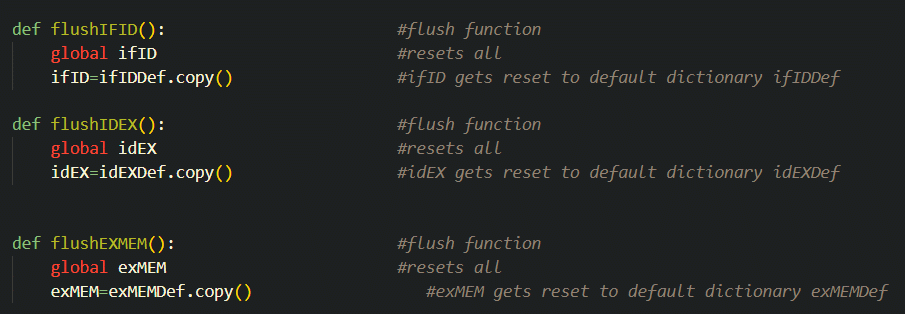 def flushIFID():                        #flush function
    global ifID                         #resets all
    ifID=ifIDDef.copy()                 #ifID gets reset to default dictionary ifIDDef
def flushIDEX():                        #flush function
    global idEX                         #resets all
    idEX=idEXDef.copy()                 #idEX gets reset to default dictionary idEXDef
def flushEXMEM():                       #flush function
    global exMEM                        #resets all
    exMEM=exMEMDef.copy()                  #exMEM gets reset to default dictionary exMEMDef